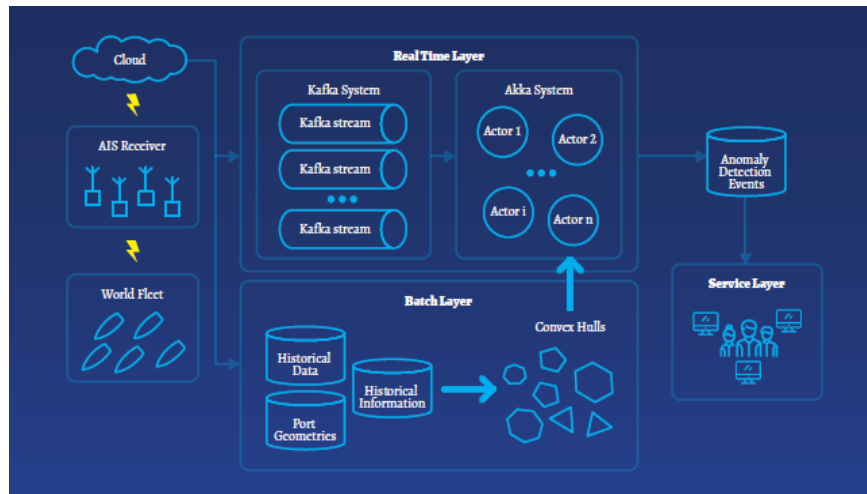 Cloud
AIS Receiver
World Fleet
Real Time Layer
Kafka System
Kafka stream
Kafka stream
Kafka stream
Akka System
Actor 1
Actor 2
Actor i
Actor n
Batch Layer
Historical
Data
Port
Geometrics
Historical
Information
Convex Hulls
Anomaly
Detection
Events
Service Layer